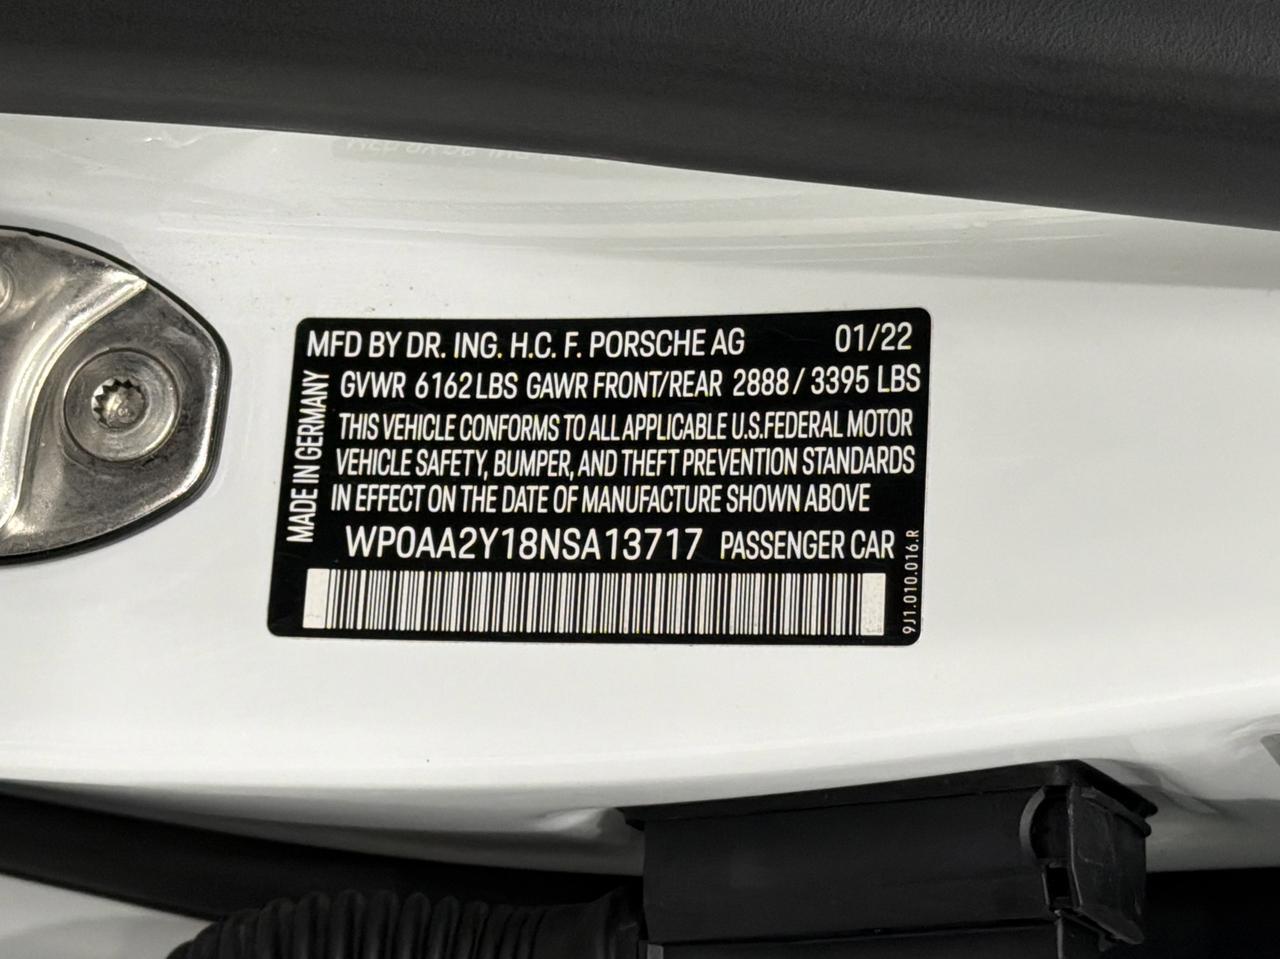 MFD BY DR. ING. H.C. F. PORSCHE AG 01/22
GVWR 6162 LBS GAWR FRONT/REAR 2888 / 3395 LBS
THIS VEHICLE CONFORMS TO ALL APPLICABLE U.S.FEDERAL MOTOR
VEHICLE SAFETY, BUMPER, AND THEFT PREVENTION STANDARDS
IN EFFECT ON THE DATE OF MANUFACTURE SHOWN ABOVE
WP0AA2Y18NSA13717 PASSENGER CAR
MADE IN GERMANY
9J1.010.016.R